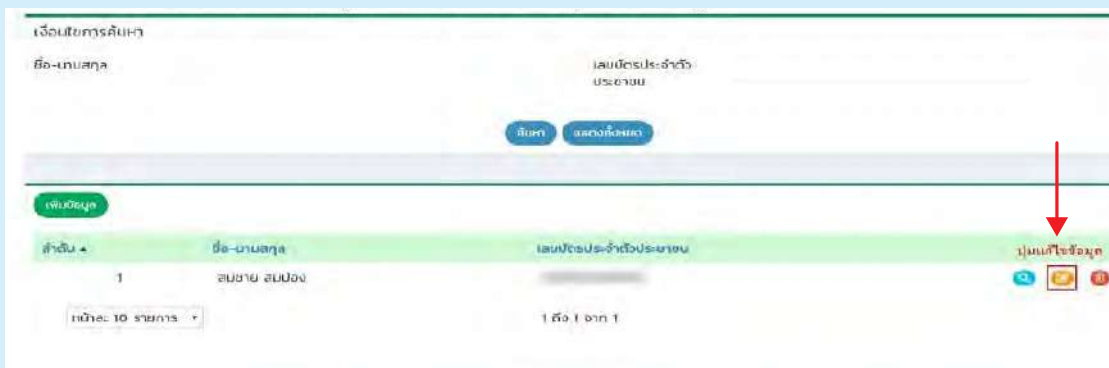 เงื่อนไขการค้นหา
ชื่อ-นามสกุล
เลขบัตรประจำตัว
ประชาชน
ค้นหา แสดงทั้งหมด
เพิ่มข้อมูล
ลำดับ ชื่อ-นามสกุล เลขบัตรประจำตัวประชาชน ปุ่มแก้ไขข้อมูล
1 สมชาย สมปอง
หน้าละ 10 รายการ 1 ถึง 1 จาก 1